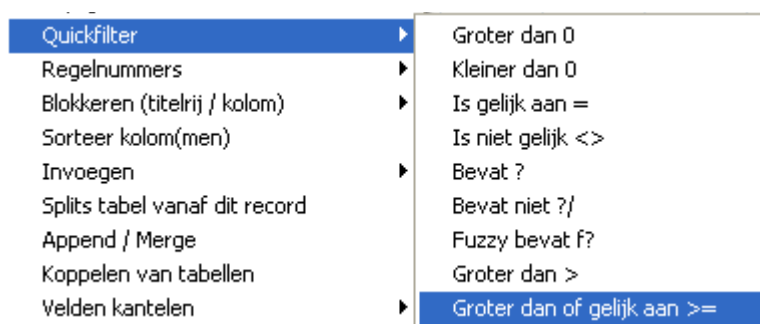 Quickfilter
Regelnummers
Blokkeren (titelrij / kolom)
Sorteer kolom(men)
Invoegen
Splits tabel vanaf dit record
Append / Merge
Koppelen van tabellen
Velden kantelen
Groter dan 0
Kleiner dan 0
Is gelijk aan =
Is niet gelijk <>
Bevat ?
Bevat niet ?/
Fuzzy bevat f?
Groter dan >
Groter dan of gelijk aan >=